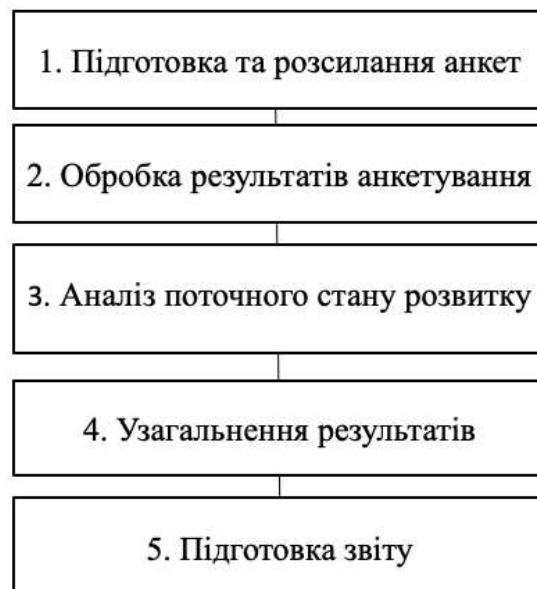 1. Підготовка та розсилання анкет
2. Обробка результатів анкетування
3. Аналіз поточного стану розвитку
4. Узагальнення результатів
5. Підготовка звіту